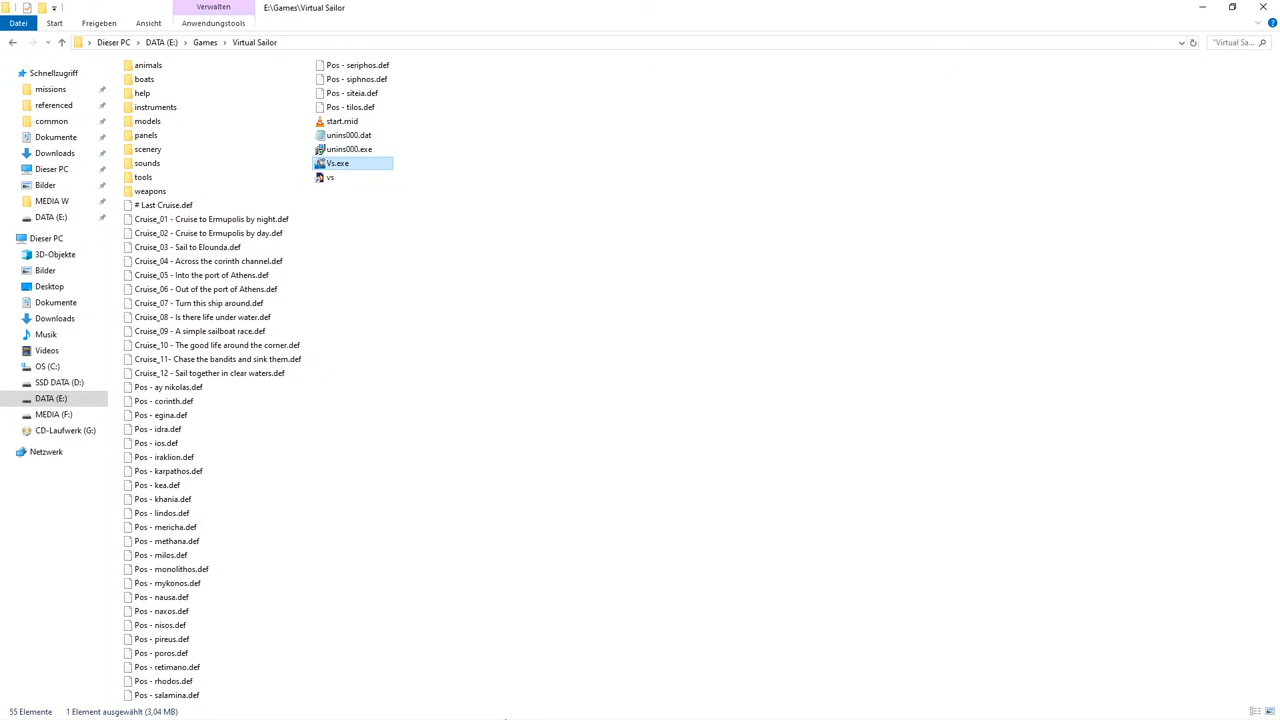 Verwalten
E:\Games\Virtual Sailor
Datei
Start
Freigeben
Ansicht
Anwendungstools
Dieser PC
DATA (E:)
Games
Virtual Sailor
"Virtual Sa...
Schnellzugriff
missions
referenced
common
Dokumente
Downloads
Dieser PC
Bilder
MEDIA W
DATA (E:)
Dieser PC
3D-Objekte
Bilder
Desktop
Dokumente
Downloads
Musik
Videos
OS (C:)
SSD DATA (D:)
DATA (E:)
MEDIA (F:)
CD-Laufwerk (G:)
Netzwerk
animals
boats
help
instruments
models
panels
scenery
sounds
tools
weapons
# Last Cruise.def
Cruise_01 - Cruise to Ermupolis by night.def
Cruise_02 - Cruise to Ermupolis by day.def
Cruise_03 - Sail to Elounda.def
Cruise_04 - Across the corinth channel.def
Cruise_05 - Into the port of Athens.def
Cruise_06 - Out of the port of Athens.def
Cruise_07 - Turn this ship around.def
Cruise_08 - Is there life under water.def
Cruise_09 - A simple sailboat race.def
Cruise_10 - The good life around the corner.def
Cruise_11- Chase the bandits and sink them.def
Cruise_12 - Sail together in clear waters.def
Pos - ay nikolas.def
Pos - corinth.def
Pos - egina.def
Pos - idra.def
Pos - ios.def
Pos - iraklion.def
Pos - karpathos.def
Pos - kea.def
Pos - khania.def
Pos - lindos.def
Pos - mericha.def
Pos - methana.def
Pos - milos.def
Pos - monolithos.def
Pos - mykonos.def
Pos - nausa.def
Pos - naxos.def
Pos - nisos.def
Pos - pireus.def
Pos - poros.def
Pos - retimano.def
Pos - rhodos.def
Pos - salamina.def
Pos - seriphos.def
Pos - siphnos.def
Pos - siteia.def
Pos - tilos.def
start.mid
unins000.dat
unins000.exe
Vs.exe
vs
55 Elemente
1 Element ausgewählt (3,04 MB)